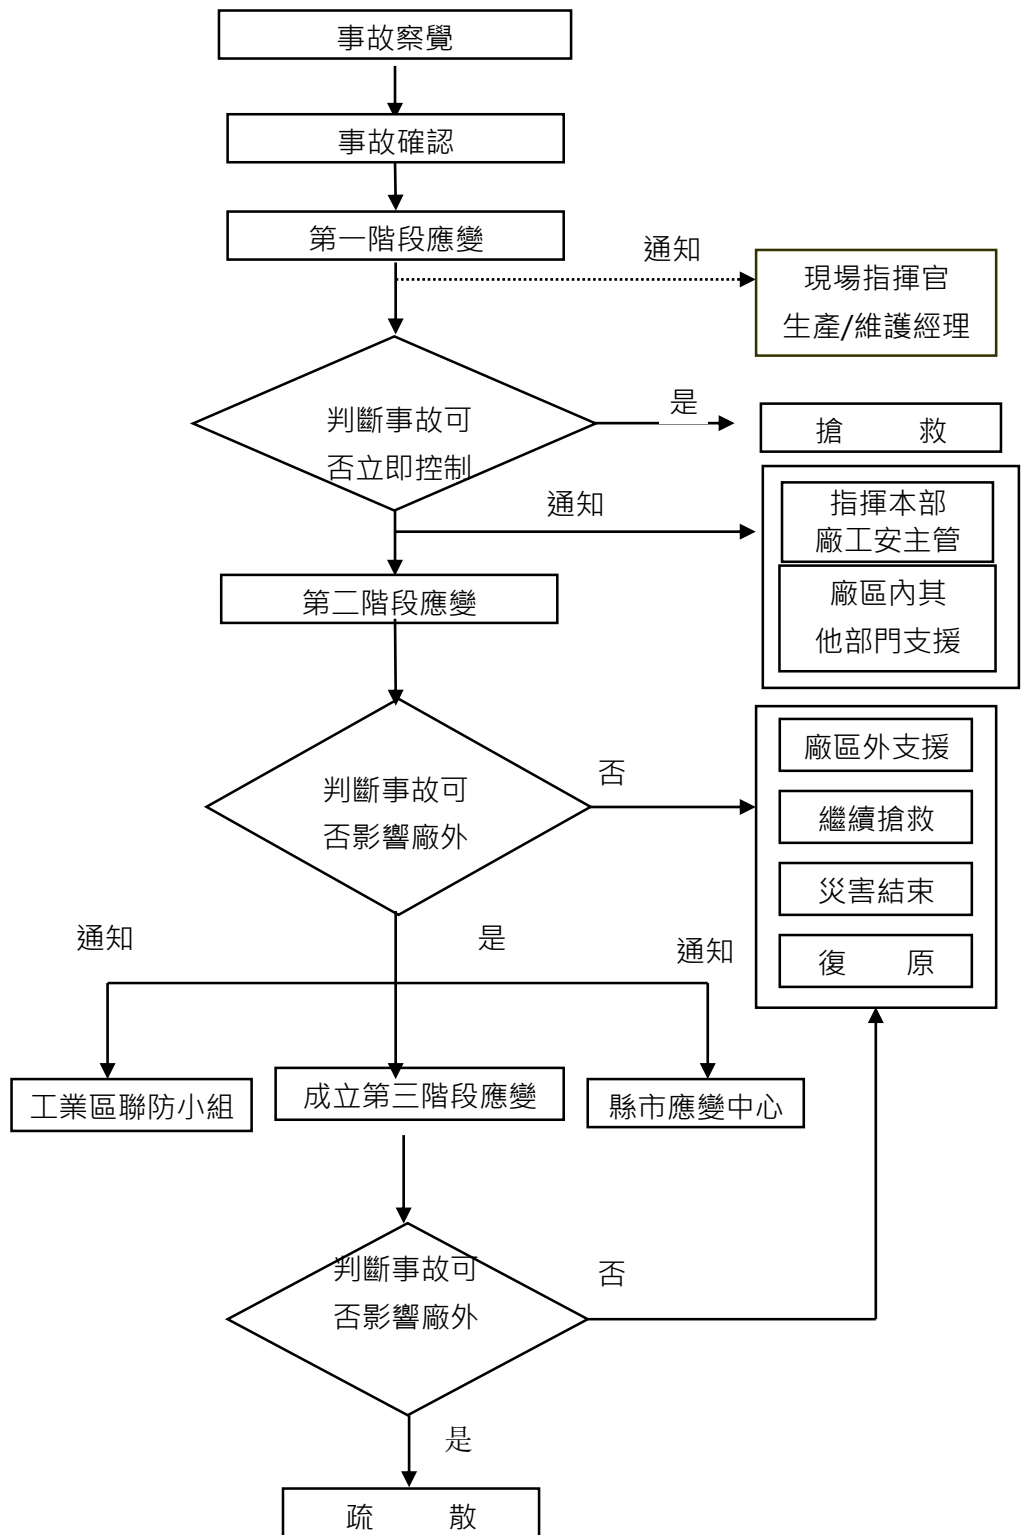 事故察覺
事故確認
第一階段應變
通知
現場指揮官
生產/維護經理
判斷事故可
否立即控制
是
搶 救
通知
指揮本部
廠工安主管
廠區內其
他部門支援
第二階段應變
判斷事故可
否影響廠外
否
廠區外支援
繼續搶救
災害結束
復 原
通知
是
通知
工業區聯防小組
成立第三階段應變
縣市應變中心
判斷事故可
否影響廠外
否
是
疏 散